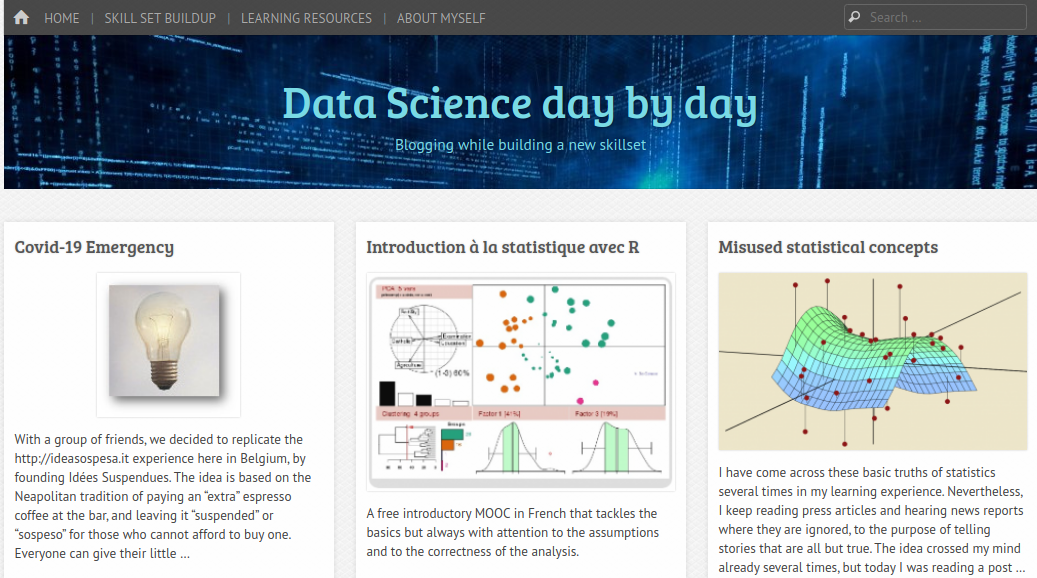 HOME | SKILL SET BUILDUP | LEARNING RESOURCES | ABOUT MYSELF
Search ...
Data Science day by day
Blogging while building a new skillset
Covid-19 Emergency
With a group of friends, we decided to replicate the
http://ideasospesa.it experience here in Belgium, by
founding Idées Suspendues. The idea is based on the
Neapolitan tradition of paying an “extra” espresso
coffee at the bar, and leaving it “suspended” or
“sospeso” for those who cannot afford to buy one.
Everyone can give their little ...
Introduction à la statistique avec R
(1-0) 60%
Clustering 4 groups
Factor 1 [41%]
Factor 3 [19%]
Groups
A free introductory MOOC in French that tackles the
basics but always with attention to the assumptions
and to the correctness of the analysis.
Misused statistical concepts
I have come across these basic truths of statistics
several times in my learning experience. Nevertheless,
I keep reading press articles and hearing news reports
where they are ignored, to the purpose of telling
stories that are all but true. The idea crossed my mind
already several times, but today I was reading a post ...